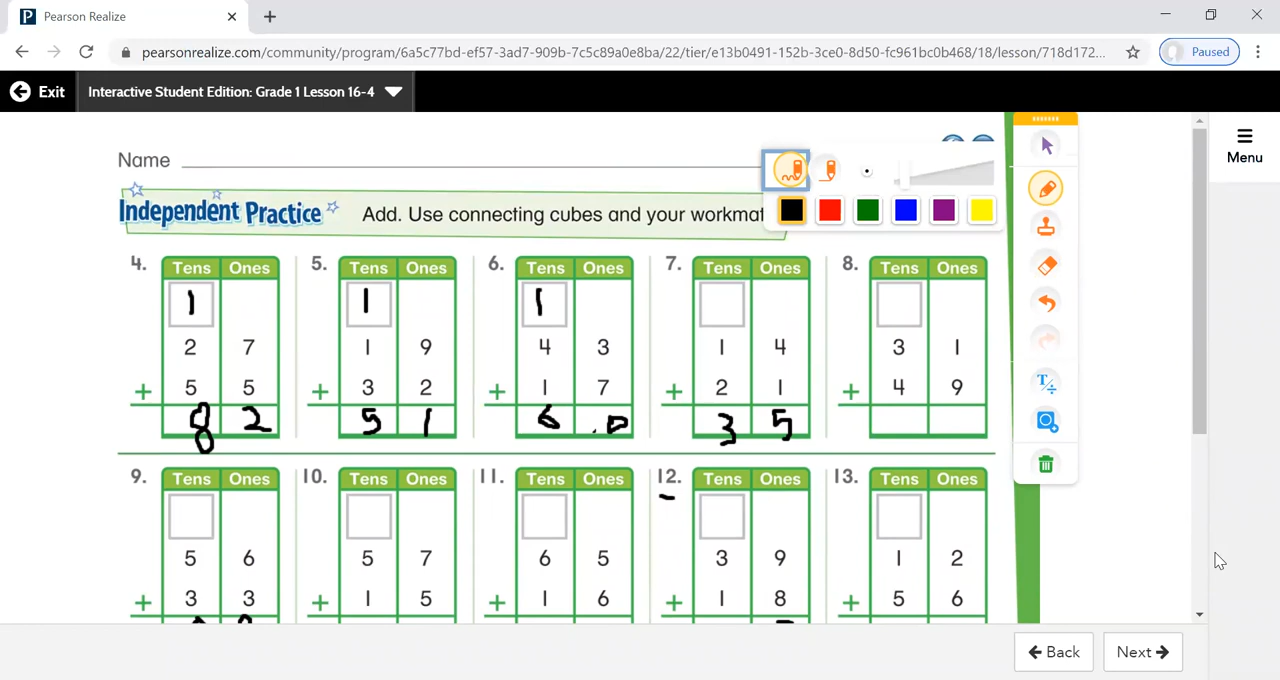 Pearson Realize
pearsonrealize.com/community/program/6a5c77bd-ef57-3ad7-909b-7c5c89a0e8ba/22/tier/e13b0491-152b-3ce0-8d50-fc961bc0b468/18/lesson/718d172...
Paused
Exit
Interactive Student Edition: Grade 1 Lesson 16-4
Menu
Name
Independent Practice
Add. Use connecting cubes and your workmat
4. Tens Ones 5. Tens Ones 6. Tens Ones 7. Tens Ones 8. Tens Ones
1 1 1
2 7 1 9 4 3 1 4 3 1
+ 5 5 + 3 2 + 1 7 + 2 1 + 4 9
8 2 5 1 6 .0 3 5
9. Tens Ones 10. Tens Ones 11. Tens Ones 12. Tens Ones 13. Tens Ones
5 6 5 7 6 5 3 9 1 2
+ 3 3 + 1 5 + 1 6 + 1 8 + 5 6
Back Next